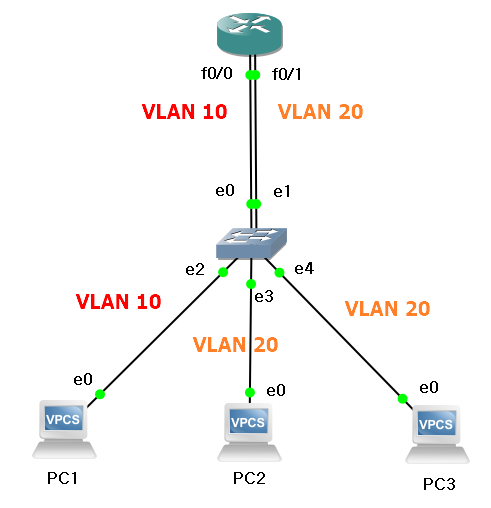 f0/0 f0/1
VLAN 10 VLAN 20
e0 e1
e2 e4
e3
VLAN 10 VLAN 20
VLAN 20
e0 e0 e0
VPCS VPCS VPCS
PC1 PC2 PC3